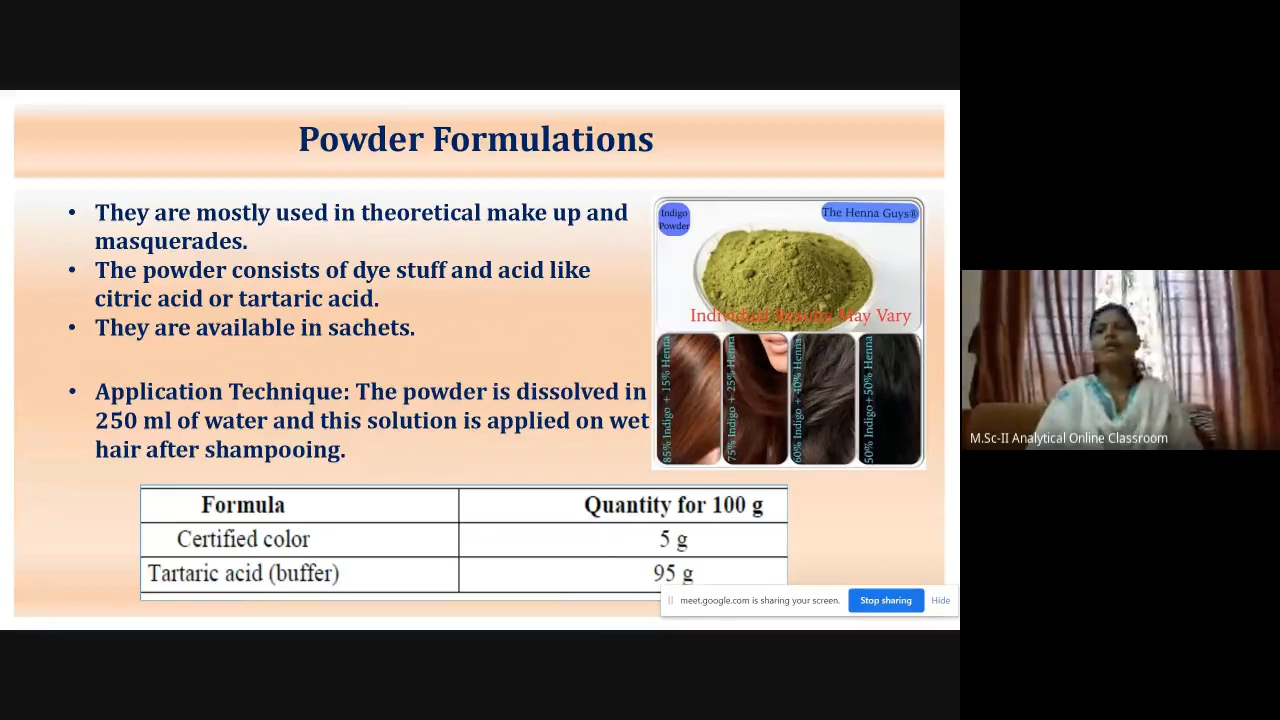 Powder Formulations
• They are mostly used in theoretical make up and
masquerades.
• The powder consists of dye stuff and acid like
citric acid or tartaric acid.
• They are available in sachets.
• Application Technique: The powder is dissolved in
250 ml of water and this solution is applied on wet
hair after shampooing.
Indigo
Powder
The Henna Guys®
Individual Results May Vary
85% Indigo + 15% Henna
75% Indigo + 25% Henna
60% Indigo + 40% Henna
50% Indigo +50% Henna
Formula Quantity for 100 g
Certified color 5 g
Tartaric acid (buffer) 95 g
meet.google.com is sharing your screen. Stop sharing Hide
M.Sc-II Analytical Online Classroom